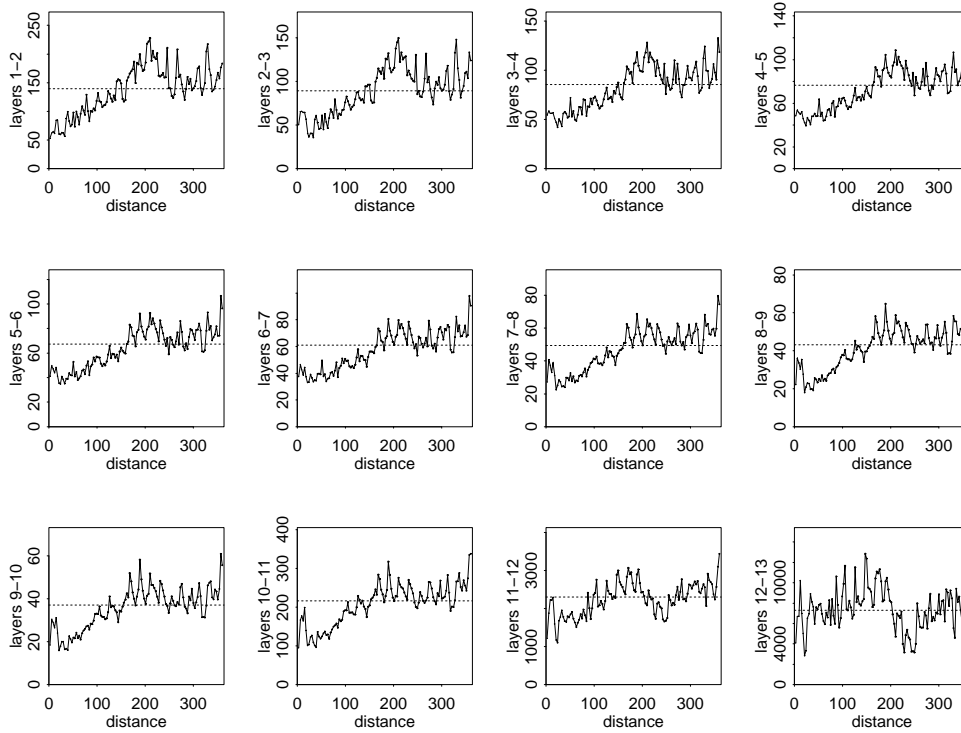 layers 1−2
0 50 150 250
0 100 200 300
distance
layers 2−3
0 50 100 150
0 100 200 300
distance
layers 3−4
0 50 100 150
0 100 200 300
distance
layers 4−5
0 20 60 100 140
0 100 200 300
distance
layers 5−6
0 20 60 100
0 100 200 300
distance
layers 6−7
0 20 40 60 80
0 100 200 300
distance
layers 7−8
0 20 40 60 80
0 100 200 300
distance
layers 8−9
0 20 40 60 80
0 100 200 300
distance
layers 9−10
0 20 40 60
0 100 200 300
distance
layers 10−11
0 100 200 300 400
0 100 200 300
distance
layers 11−12
0 1000 3000
0 100 200 300
distance
layers 12−13
0 4000 10000
0 100 200 300
distance